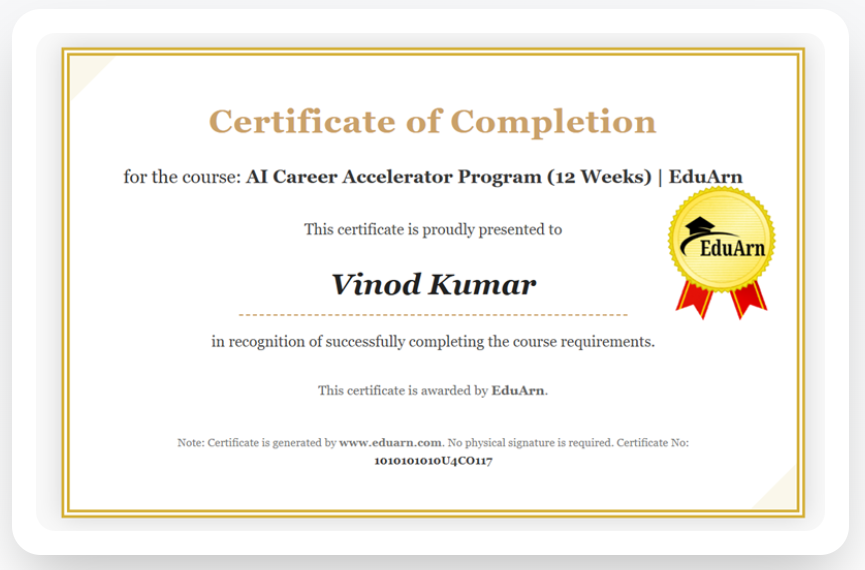 Certificate of Completion
for the course: AI Career Accelerator Program (12 Weeks) | EduArn
This certificate is proudly presented to
EduArn
Vinod Kumar
in recognition of successfully completing the course requirements.
This certificate is awarded by EduArn.
Note: Certificate is generated by www.eduarn.com. No physical signature is required. Certificate No:
1010101010U4CO117